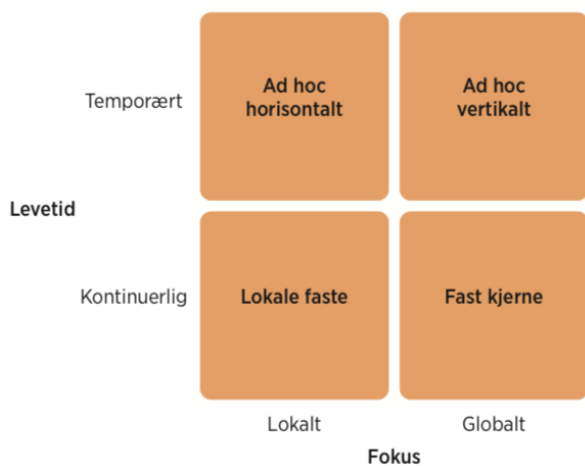 Temporært
Ad hoc
horisontalt
Ad hoc
vertikalt
Levetid
Kontinuerlig
Lokale faste
Fast kjerne
Lokalt
Globalt
Fokus